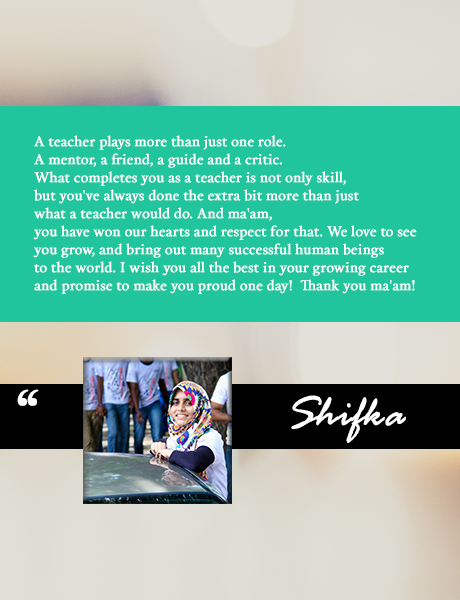 A teacher plays more than just one role.
A mentor, a friend, a guide and a critic.
What completes you as a teacher is not only skill,
but you've always done the extra bit more than just
what a teacher would do. And ma'am,
you have won our hearts and respect for that. We love to see
you grow, and bring out many successful human beings
to the world. I wish you all the best in your growing career
and promise to make you proud one day! Thank you ma'am!
“
Shifka